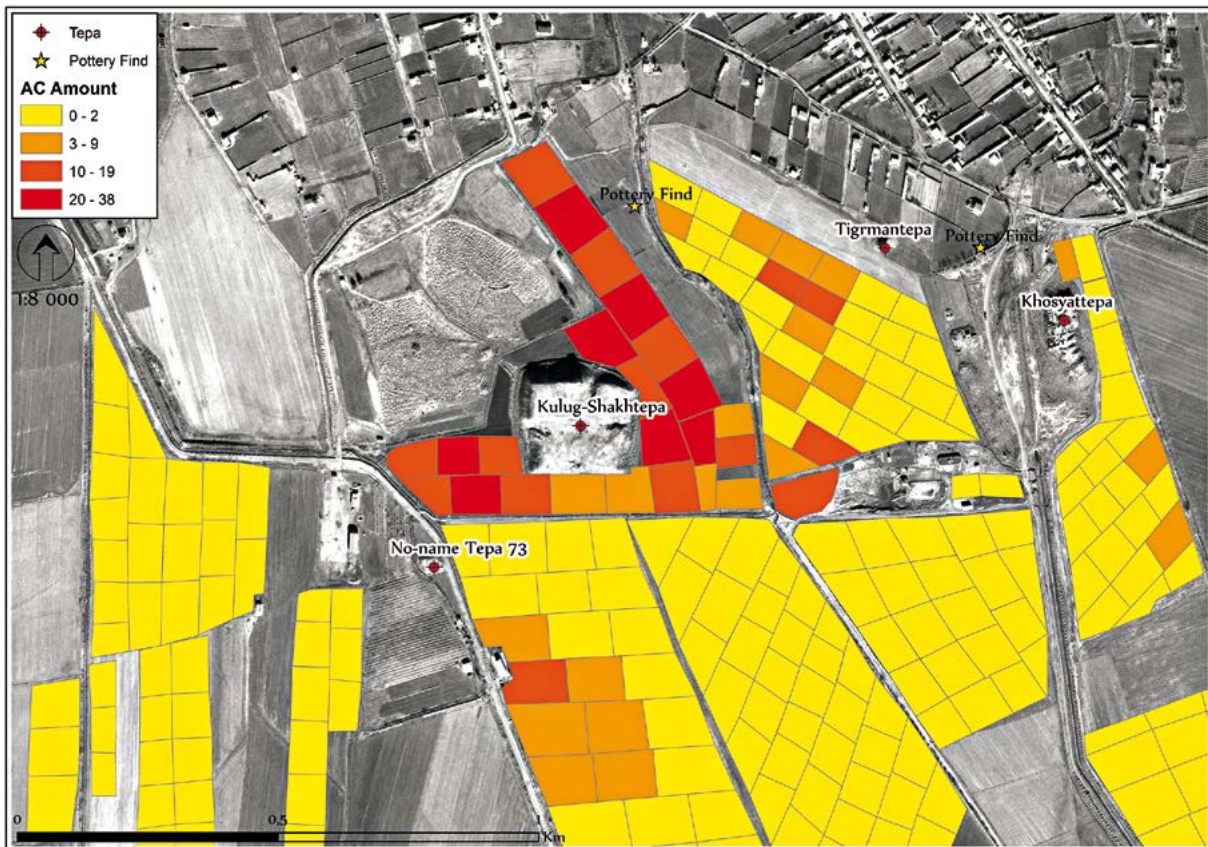 Tepa
Pottery Find
AC Amount
0 - 2
3 - 9
10 - 19
20 - 38
1:8 000
Pottery Find
Tigrmantepa
Pottery Find
Khosyattepa
Kulug-Shakhtepa
No-name Tepa 73
0 0,5 1
Km